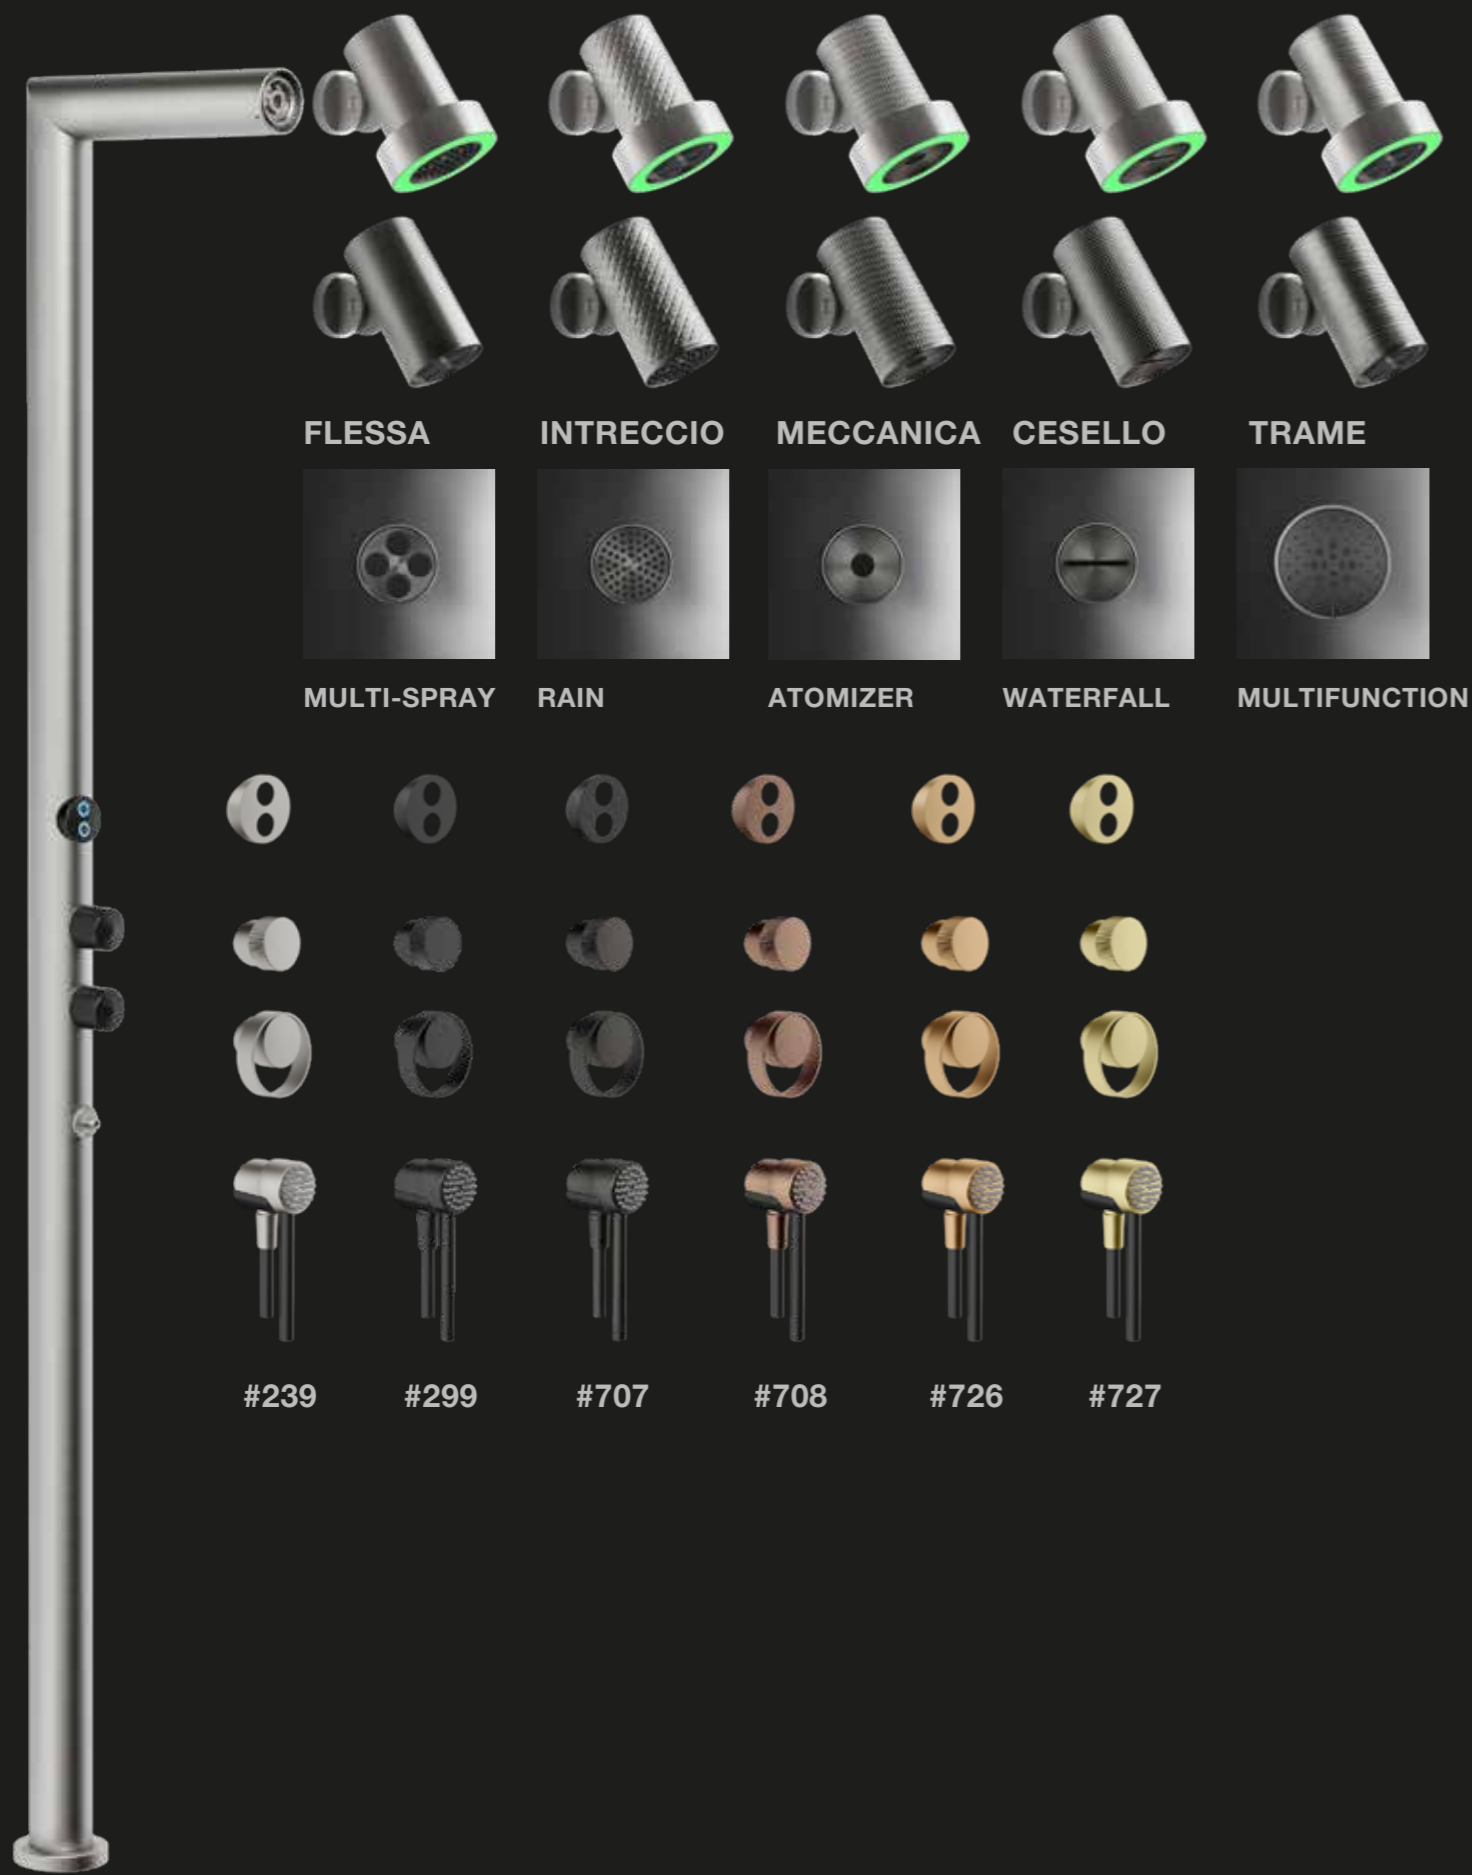 FLESSA INTRECCIO MECCANICA CESELLO TRAME
MULTI-SPRAY RAIN ATOMIZER WATERFALL MULTIFUNCTION
#239 #299 #707 #708 #726 #727